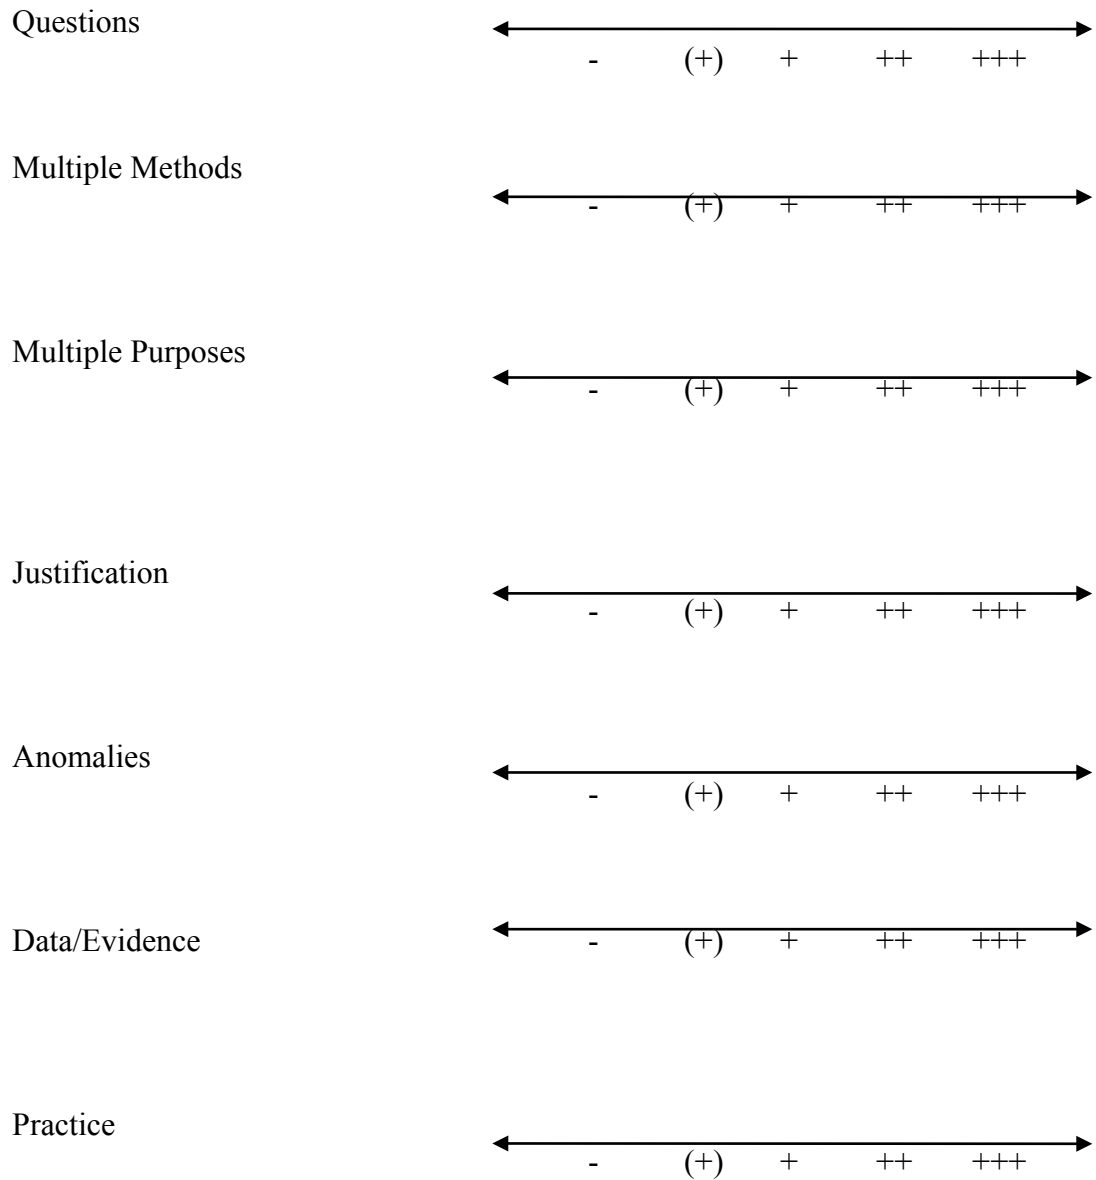 Questions
- (+) + ++ +++
Multiple Methods
- (+) + ++ +++
Multiple Purposes
- (+) + ++ +++
Justification
- (+) + ++ +++
Anomalies
- (+) + ++ +++
Data/Evidence
- (+) + ++ +++
Practice
- (+) + ++ +++